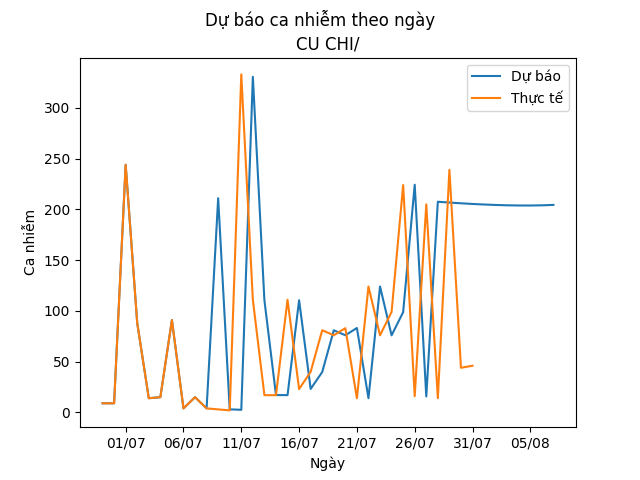 Dự báo ca nhiễm theo ngày
CU CHI/
Dự báo
Thực tế
Ca nhiễm
300
250
200
150
100
50
0
01/07 06/07 11/07 16/07 21/07 26/07 31/07 05/08
Ngày